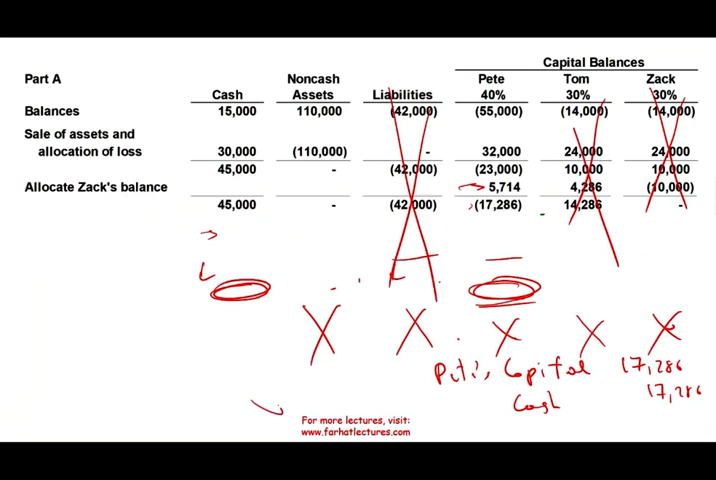 Capital Balances
Part A Noncash Pete Tom Zack
Cash Assets Liabilities 40% 30% 30%
Balances 15,000 110,000 (42,000) (55,000) (14,000) (14,000)
Sale of assets and
allocation of loss 30,000 (110,000) - 32,000 24,000 24,000
45,000 - (42,000) (23,000) 10,000 10,000
Allocate Zack's balance 5,714 4,286 (10,000)
45,000 - (42,000) (17,286) 14,286 -
Pete's Capital 17,286
Cash 17,286
For more lectures, visit:
www.farhatlectures.com